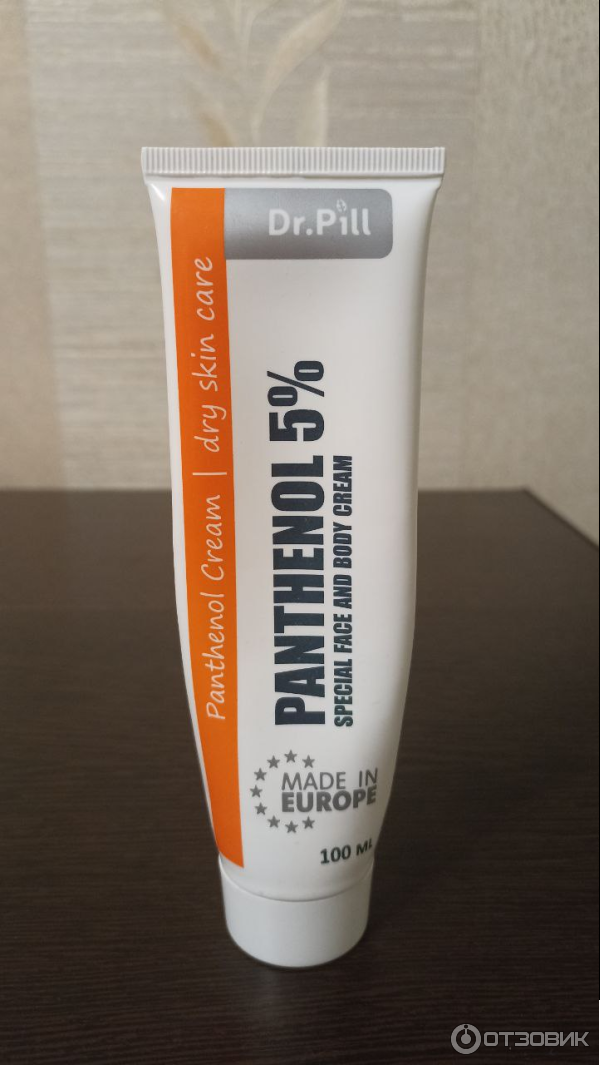 Dr.Pill
Panthenol Cream | dry skin care
PANTHENOL 5%
SPECIAL FACE AND BODY CREAM
MADE IN
EUROPE
100 ML
ОТЗОВИК